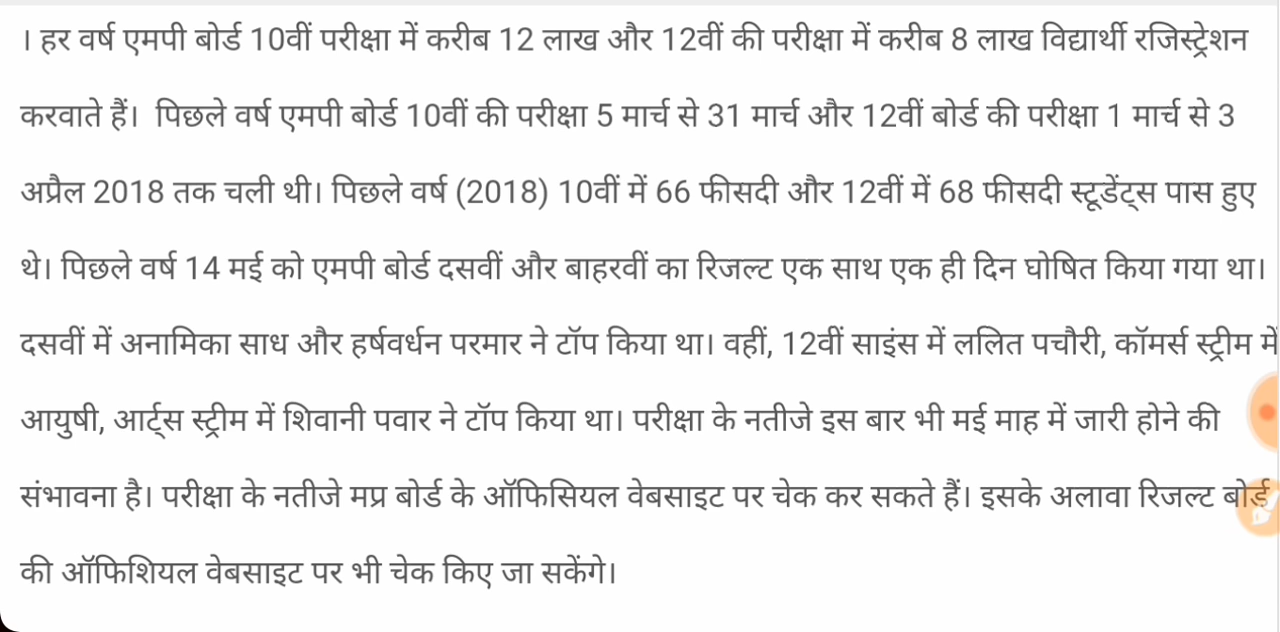 । हर वर्ष एमपी बोर्ड 10वीं परीक्षा में करीब 12 लाख और 12वीं की परीक्षा में करीब 8 लाख विद्यार्थी रजिस्ट्रेशन
करवाते हैं। पिछले वर्ष एमपी बोर्ड 10वीं की परीक्षा 5 मार्च से 31 मार्च और 12वीं बोर्ड की परीक्षा 1 मार्च से 3
अप्रैल 2018 तक चली थी। पिछले वर्ष (2018) 10वीं में 66 फीसदी और 12वीं में 68 फीसदी स्टूडेंट्स पास हुए
थे। पिछले वर्ष 14 मई को एमपी बोर्ड दसवीं और बाहरवीं का रिजल्ट एक साथ एक ही दिन घोषित किया गया था।
दसवीं में अनामिका साध और हर्षवर्धन परमार ने टॉप किया था। वहीं, 12वीं साइंस में ललित पचौरी, कॉमर्स स्ट्रीम में
आयुषी, आर्ट्स स्ट्रीम में शिवानी पवार ने टॉप किया था। परीक्षा के नतीजे इस बार भी मई माह में जारी होने की
संभावना है। परीक्षा के नतीजे मप्र बोर्ड के ऑफिसियल वेबसाइट पर चेक कर सकते हैं। इसके अलावा रिजल्ट बोर्ड
की ऑफिशियल वेबसाइट पर भी चेक किए जा सकेंगे।